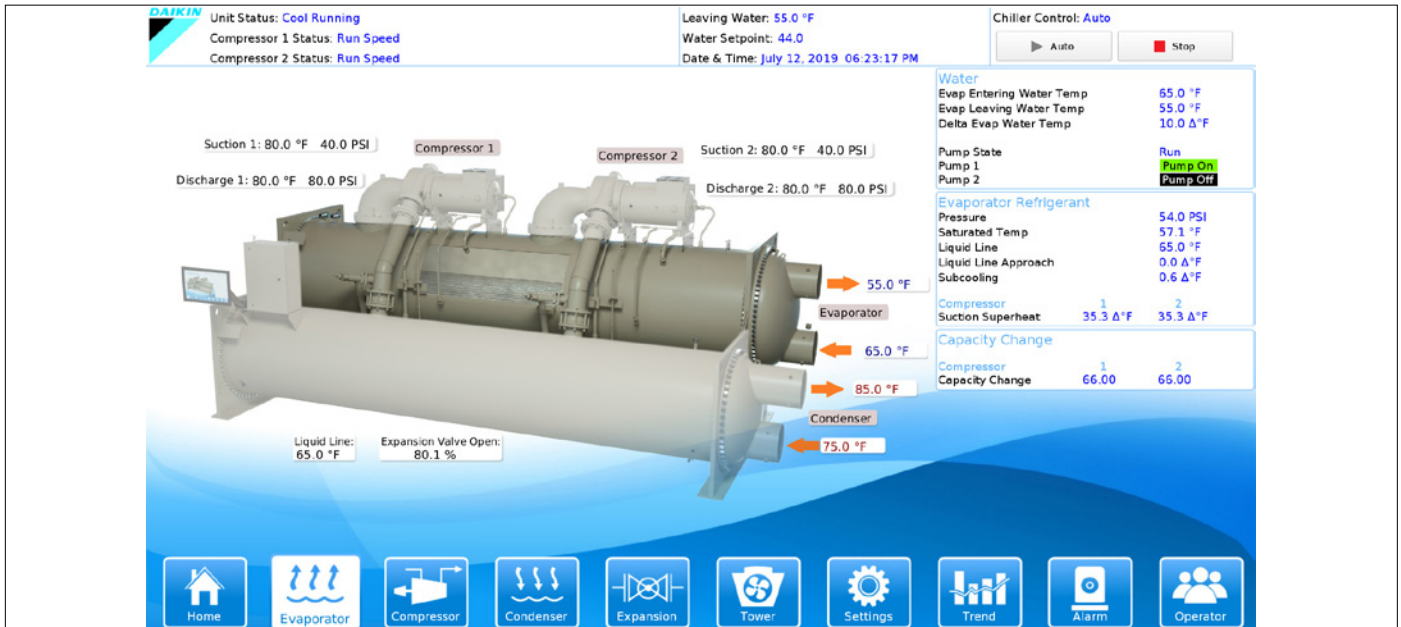 DAIKIN
Unit Status: Cool Running
Compressor 1 Status: Run Speed
Compressor 2 Status: Run Speed
Leaving Water: 55.0 °F
Water Setpoint: 44.0
Date & Time: July 12, 2019 06:23:17 PM
Chiller Control: Auto
Auto Stop
Water
Evap Entering Water Temp 65.0 °F
Evap Leaving Water Temp 55.0 °F
Delta Evap Water Temp 10.0 Δ°F
Pump State Run
Pump 1 Pump On
Pump 2 Pump Off
Evaporator Refrigerant
Pressure 54.0 PSI
Saturated Temp 57.1 °F
Liquid Line 65.0 °F
Liquid Line Approach 0.0 Δ°F
Subcooling 0.6 Δ°F
Compressor 1 2
Suction Superheat 35.3 Δ°F 35.3 Δ°F
Capacity Change
Compressor 1 2
Capacity Change 66.00 66.00
Suction 1: 80.0 °F 40.0 PSI
Compressor 1
Compressor 2
Suction 2: 80.0 °F 40.0 PSI
Discharge 1: 80.0 °F 80.0 PSI
Discharge 2: 80.0 °F 80.0 PSI
55.0 °F
Evaporator
65.0 °F
85.0 °F
Condenser
75.0 °F
Liquid Line:
65.0 °F
Expansion Valve Open:
80.1 %
Home
Evaporator
Compressor
Condenser
Expansion
Tower
Settings
Trend
Alarm
Operator